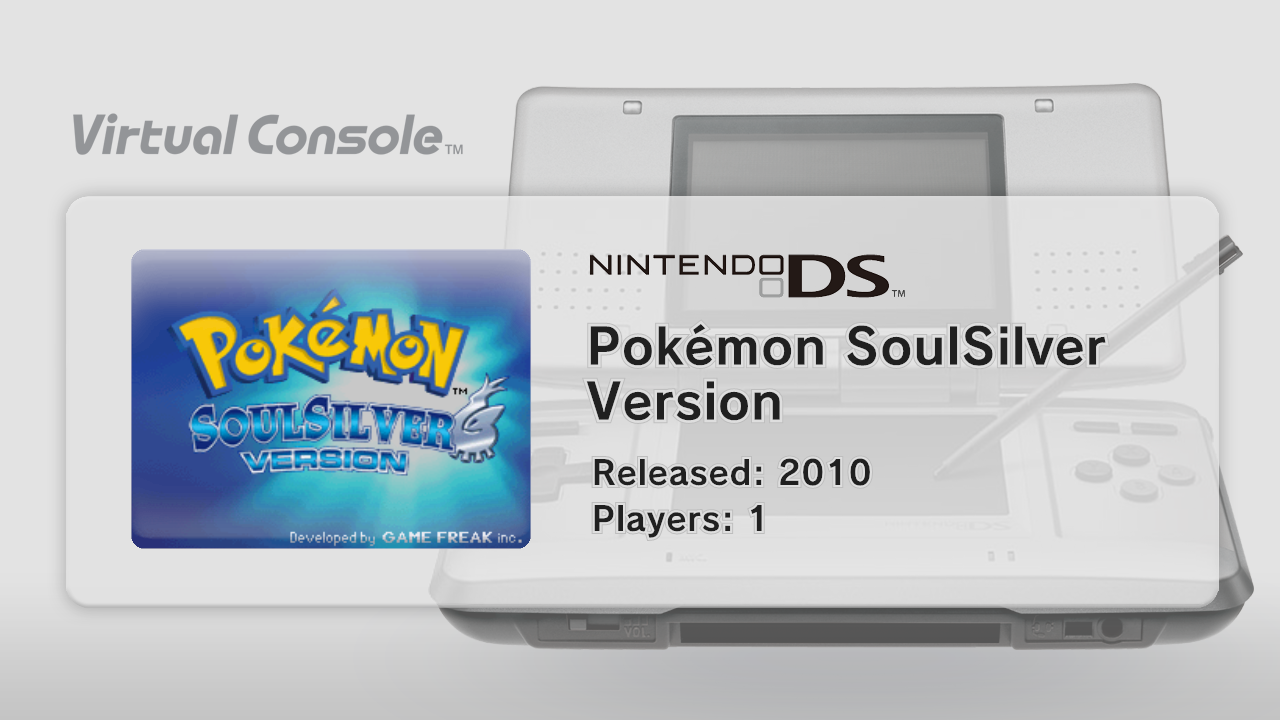 Virtual Console™
NINTENDO DS™
POKéMON™
SOULSILVER
VERSION
Developed by GAME FREAK inc.
Pokémon SoulSilver
Version
Released: 2010
Players: 1
VOL.